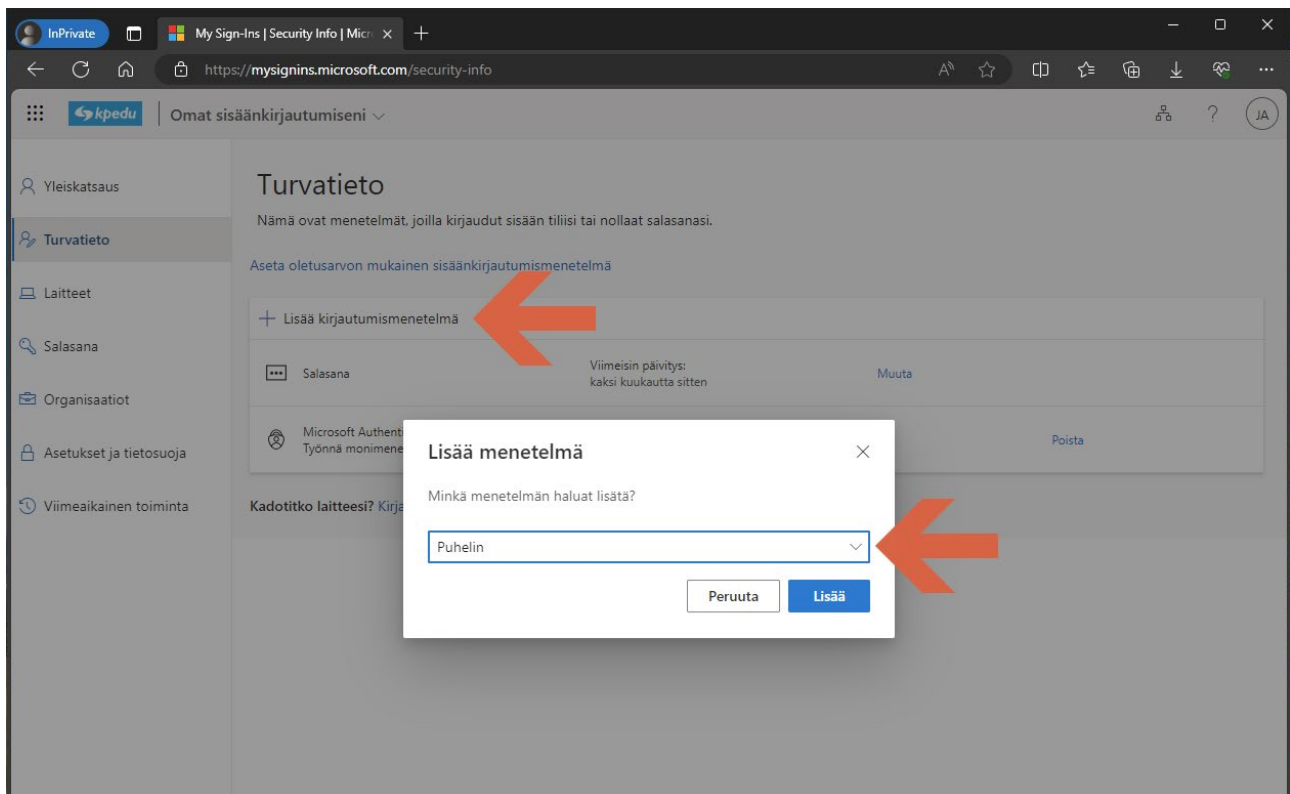 InPrivate
My Sign-Ins | Security Info | Micr
https://mysignins.microsoft.com/security-info
kpedu
Omat sisäänkirjautumiseni
JA
Yleiskatsaus
Turvatieto
Laitteet
Salasana
Organisaatiot
Asetukset ja tietosuoja
Viimeaikainen toiminta
Turvatieto
Nämä ovat menetelmät, joilla kirjaudut sisään tiliisi tai nollaat salasanasi.
Aseta oletusarvon mukainen sisäänkirjautumismenetelmä
Lisää kirjautumismenetelmä
Salasana
Viimeisin päivitys:
kaksi kuukautta sitten
Muuta
Microsoft Authenti
Työnnä monimene
Poista
Kadotitko laitteesi? Kirja
Lisää menetelmä
Minkä menetelmän haluat lisätä?
Puhelin
Peruuta
Lisää